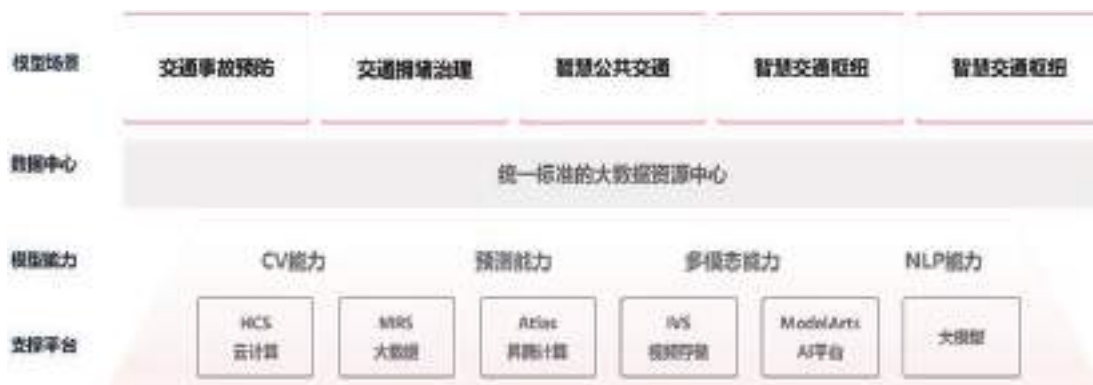 模型场景
交通事故预防
交通拥堵治理
智慧公共交通
智慧交通枢纽
智慧交通枢纽
数据中心
统一标准的大数据资源中心
模型能力
CV能力
预测能力
多模态能力
NLP能力
支撑平台
HCS
云计算
MRS
大数据
Atlas
昇腾计算
IVS
视频存储
ModelArts
AI平台
大模型